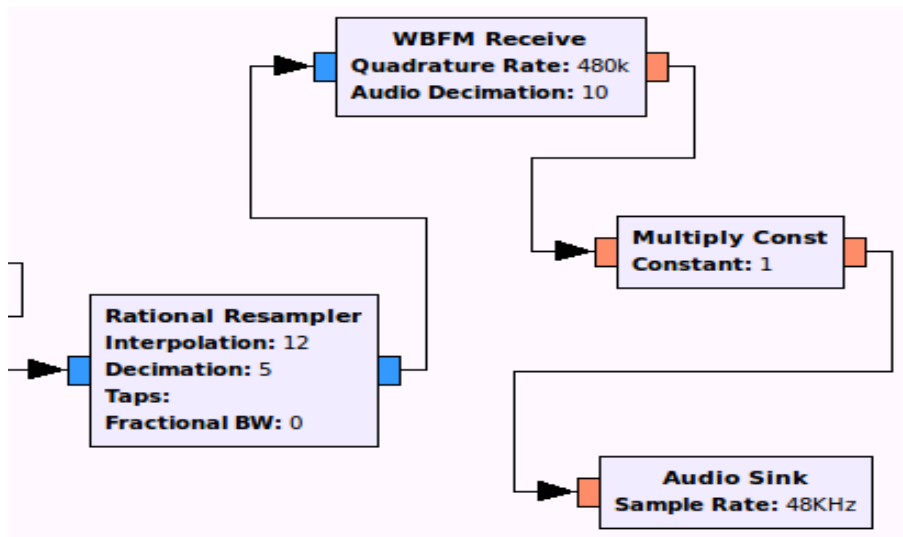 WBFM Receive
Quadrature Rate: 480k
Audio Decimation: 10
Multiply Const
Constant: 1
Rational Resampler
Interpolation: 12
Decimation: 5
Taps:
Fractional BW: 0
Audio Sink
Sample Rate: 48KHz